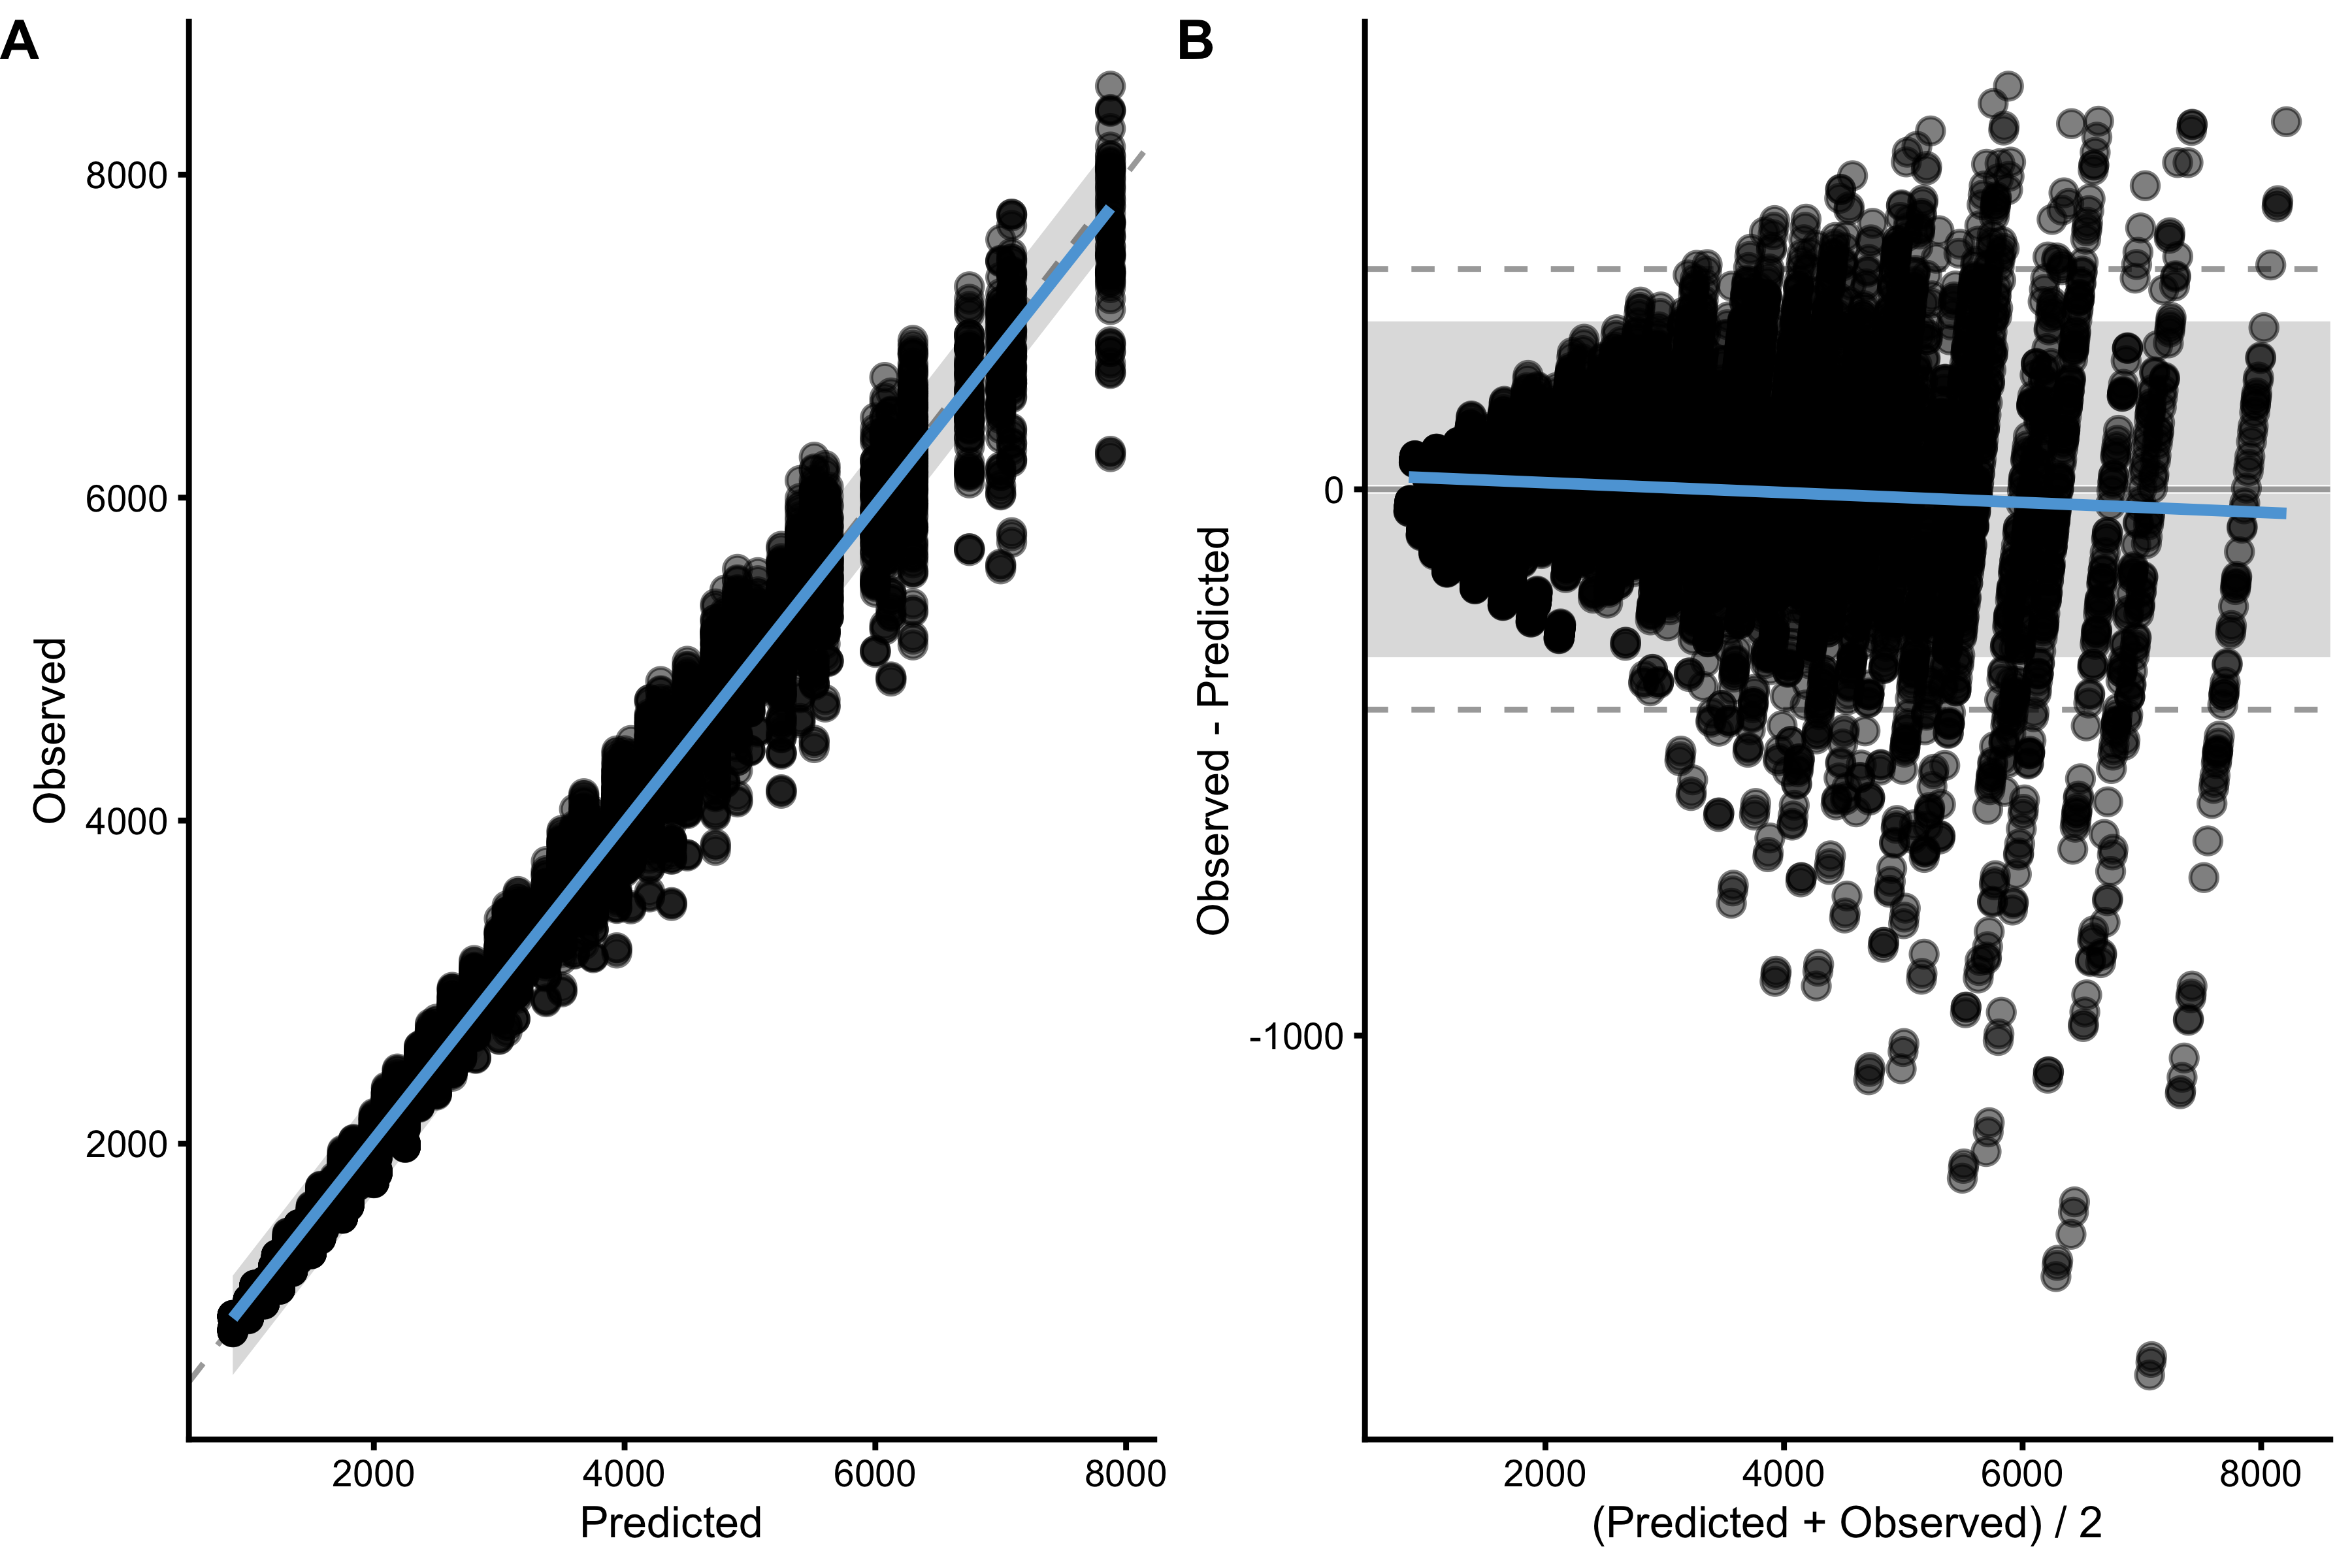 A
Observed
8000
6000
4000
2000
2000 4000 6000 8000
Predicted
B
Observed - Predicted
0
-1000
2000 4000 6000 8000
(Predicted + Observed) / 2